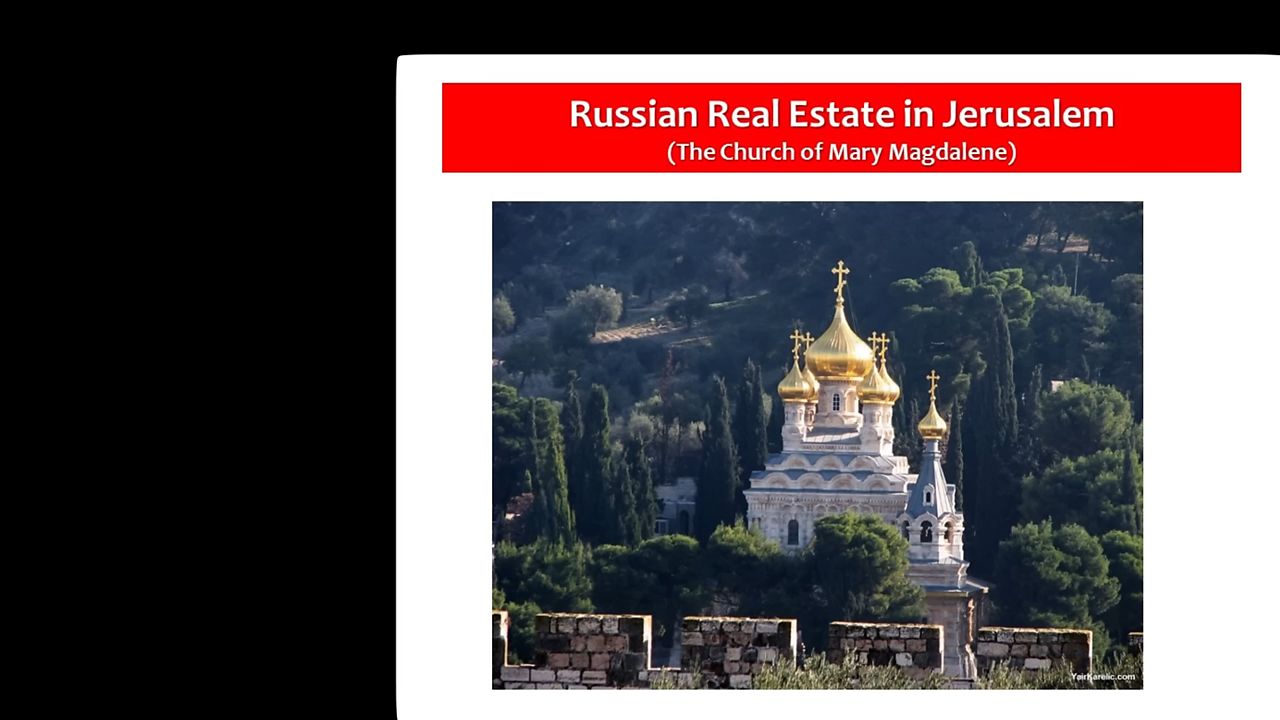 Russian Real Estate in Jerusalem
(The Church of Mary Magdalene)
YairKarelic.com